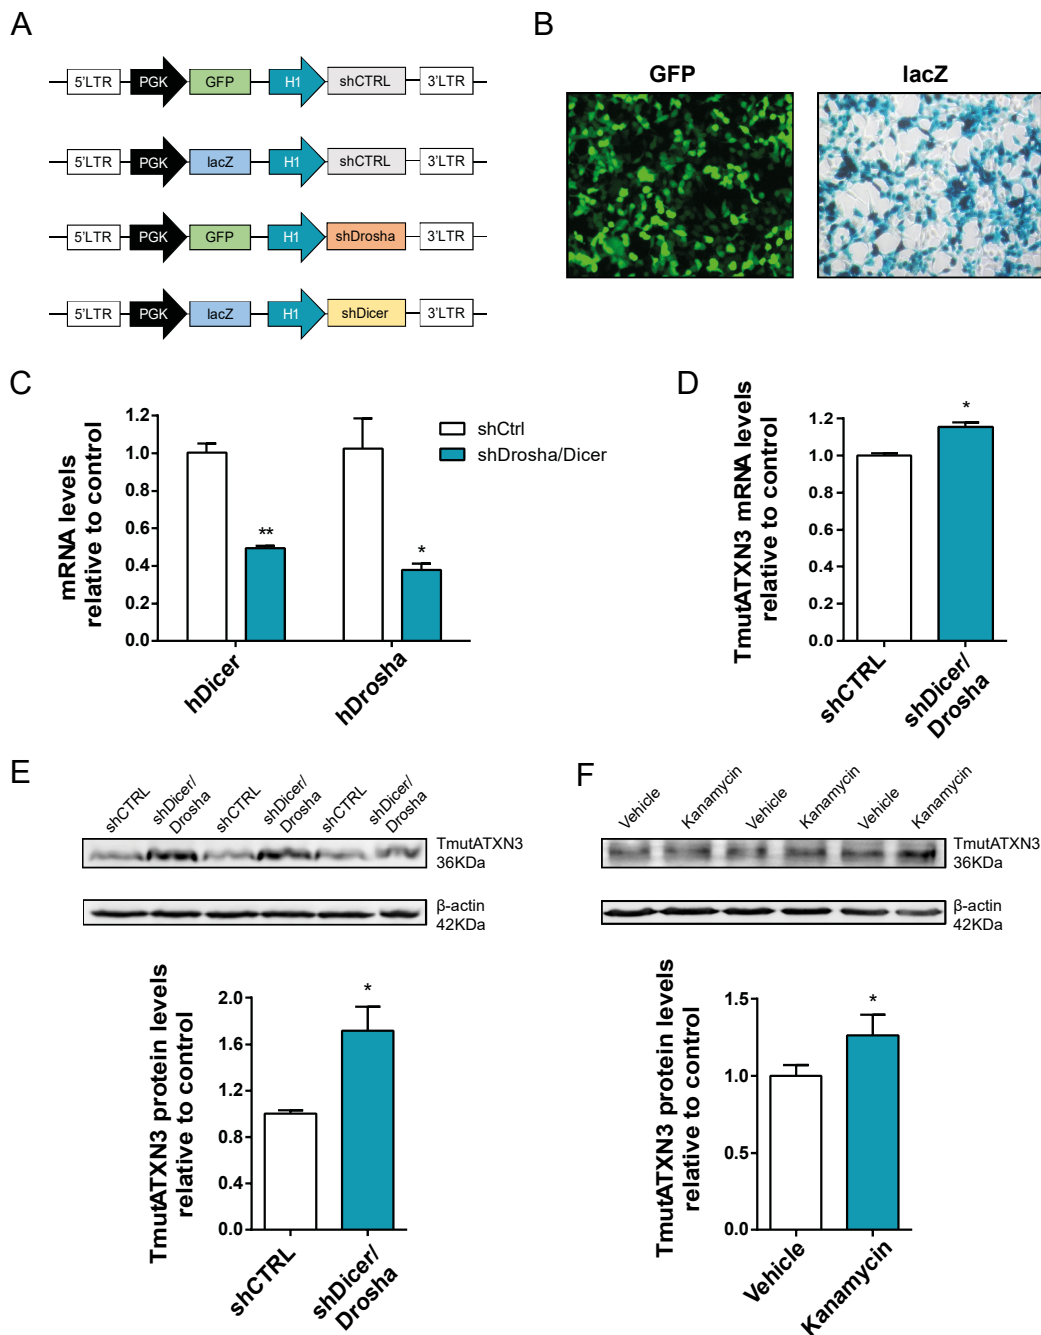 A
5'LTR PGK GFP H1 shCTRL 3'LTR
5'LTR PGK lacZ H1 shCTRL 3'LTR
5'LTR PGK GFP H1 shDrosha 3'LTR
5'LTR PGK lacZ H1 shDicer 3'LTR
B
GFP lacZ
C
mRNA levels
relative to control
1.2
1.0
0.8
0.6
0.4
0.2
0.0
** *
shCtrl
shDrosha/Dicer
hDicer hDrosha
D
TmutATXN3 mRNA levels
relative to control
1.2
1.0
0.8
0.6
0.4
0.2
0.0
*
shCTRL shDicer/
Drosha
E
shCTRL shDicer/
Drosha shCTRL shDicer/
Drosha shCTRL shDicer/
Drosha
TmutATXN3
36KDa
β-actin
42KDa
TmutATXN3 protein levels
relative to control
2.0
1.6
1.2
0.8
0.4
0.0
*
shCTRL shDicer/
Drosha
F
Vehicle Kanamycin Vehicle Kanamycin Vehicle Kanamycin
TmutATXN3
36KDa
β-actin
42KDa
TmutATXN3 protein levels
relative to control
1.5
1.0
0.5
0.0
*
Vehicle Kanamycin